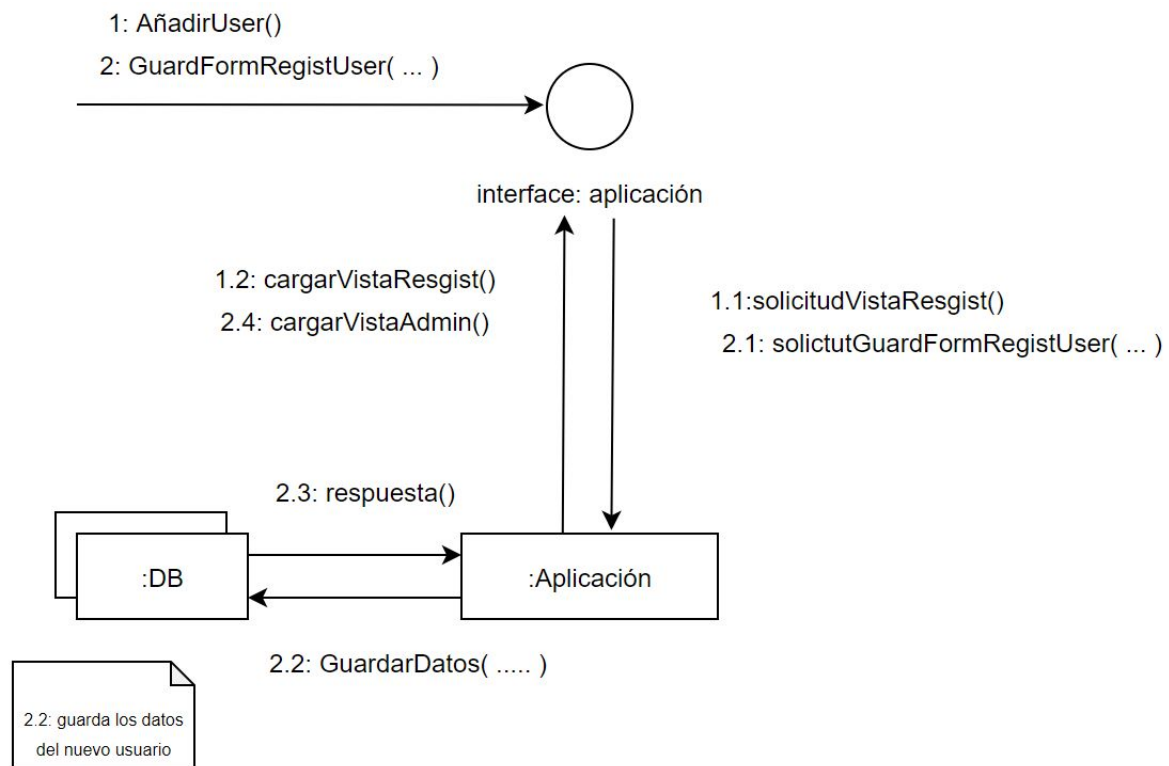 1: AñadirUser()
2: GuardFormRegistUser( ... )
interface: aplicación
1.2: cargarVistaResgist()
2.4: cargarVistaAdmin()
1.1:solicitudVistaResgist()
2.1: solictutGuardFormRegistUser( ... )
2.3: respuesta()
:DB
:Aplicación
2.2: GuardarDatos( ..... )
2.2: guarda los datos
del nuevo usuario